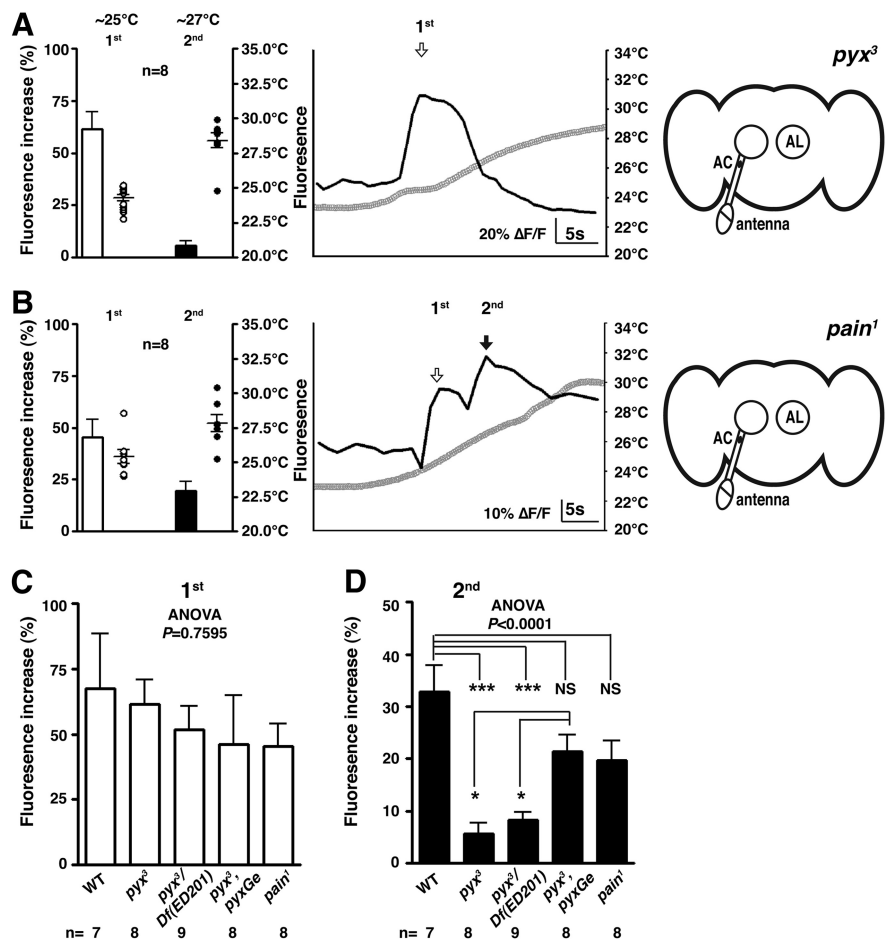 A
~25°C ~27°C
1st 2nd
n=8
Fluoresence increase (%)
100
75
50
25
0
35.0°C
32.5°C
30.0°C
27.5°C
25.0°C
22.5°C
20.0°C
1st
Fluoresence
20% ΔF/F 5s
34°C
32°C
30°C
28°C
26°C
24°C
22°C
20°C
pyx3
AC AL
antenna
B
1st 2nd
n=8
Fluoresence increase (%)
100
75
50
25
0
35.0°C
32.5°C
30.0°C
27.5°C
25.0°C
22.5°C
20.0°C
1st 2nd
Fluoresence
10% ΔF/F 5s
34°C
32°C
30°C
28°C
26°C
24°C
22°C
20°C
pain1
AC AL
antenna
C
1st
ANOVA
P=0.7595
Fluoresence increase (%)
100
75
50
25
0
WT
pyx3
pyx3/
Df(ED201)
pyx3,
pyxGe
pain1
n= 7 8 9 8 8
D
2nd
ANOVA
P<0.0001
*** *** NS NS
* *
Fluoresence increase (%)
50
40
30
20
10
0
WT
pyx3
pyx3/
Df(ED201)
pyx3,
pyxGe
pain1
n= 7 8 9 8 8